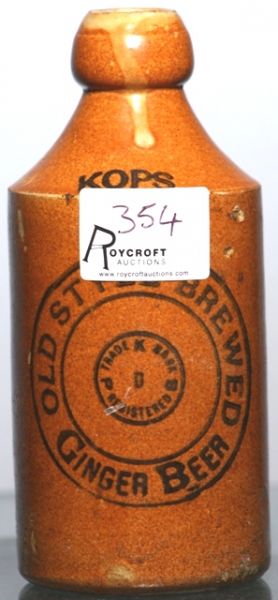 KOPS
354
ROYCROFT
AUCTIONS
www.roycroftauctions.com
OLD STYLE BREWED
GINGER BEER
TRADE MARK
REGISTERED
K
O
P
S